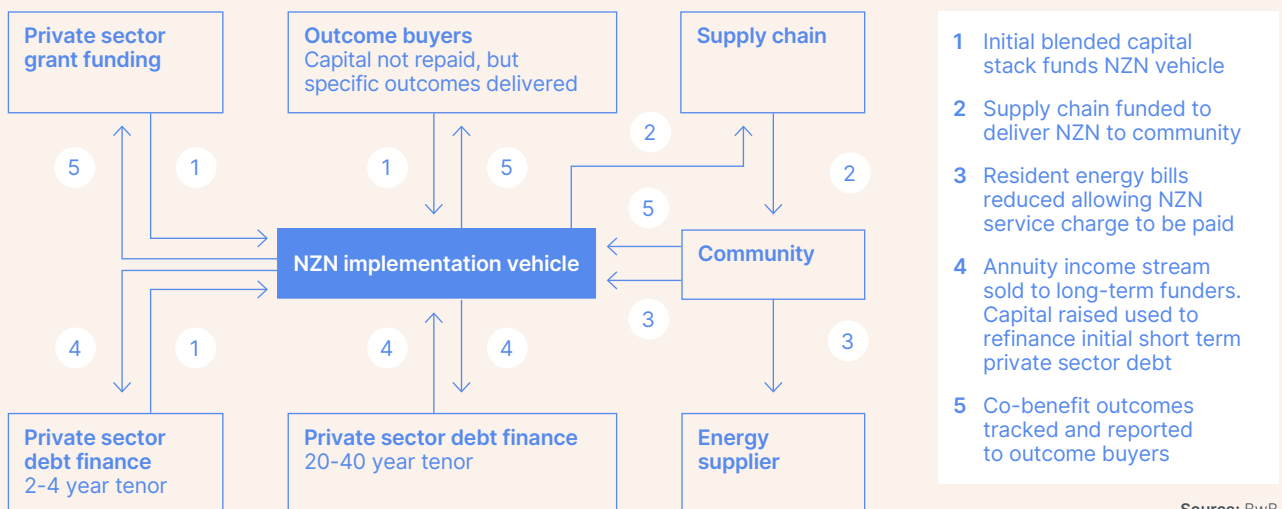 Private sector
grant funding
Outcome buyers
Capital not repaid, but
specific outcomes delivered
Supply chain
5
1
1
5
2
2
5
NZN implementation vehicle
Community
3
4
1
4
4
3
Private sector
debt finance
2-4 year tenor
Private sector debt finance
20-40 year tenor
Energy
supplier
1 Initial blended capital
stack funds NZN vehicle
2 Supply chain funded to
deliver NZN to community
3 Resident energy bills
reduced allowing NZN
service charge to be paid
4 Annuity income stream
sold to long-term funders.
Capital raised used to
refinance initial short term
private sector debt
5 Co-benefit outcomes
tracked and reported
to outcome buyers
Source: